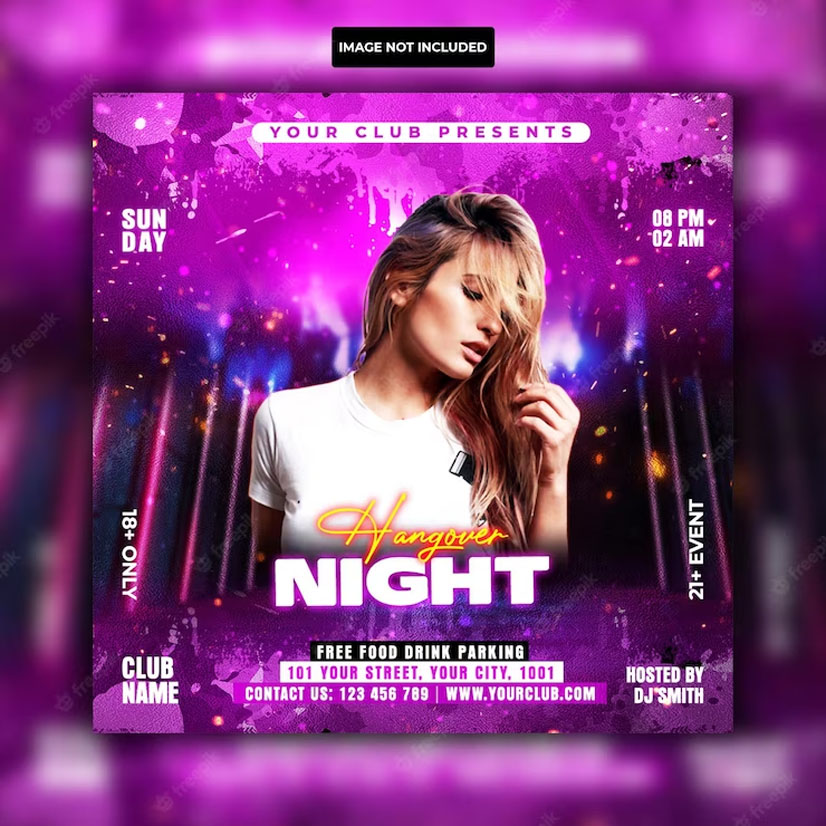 IMAGE NOT INCLUDED
YOUR CLUB PRESENTS
SUN
DAY
08 PM
02 AM
18+ ONLY
21+ EVENT
Hangover
NIGHT
FREE FOOD DRINK PARKING
101 YOUR STREET, YOUR CITY, 1001
CONTACT US: 123 456 789 | WWW.YOURCLUB.COM
CLUB
NAME
HOSTED BY
DJ SMITH
freepik